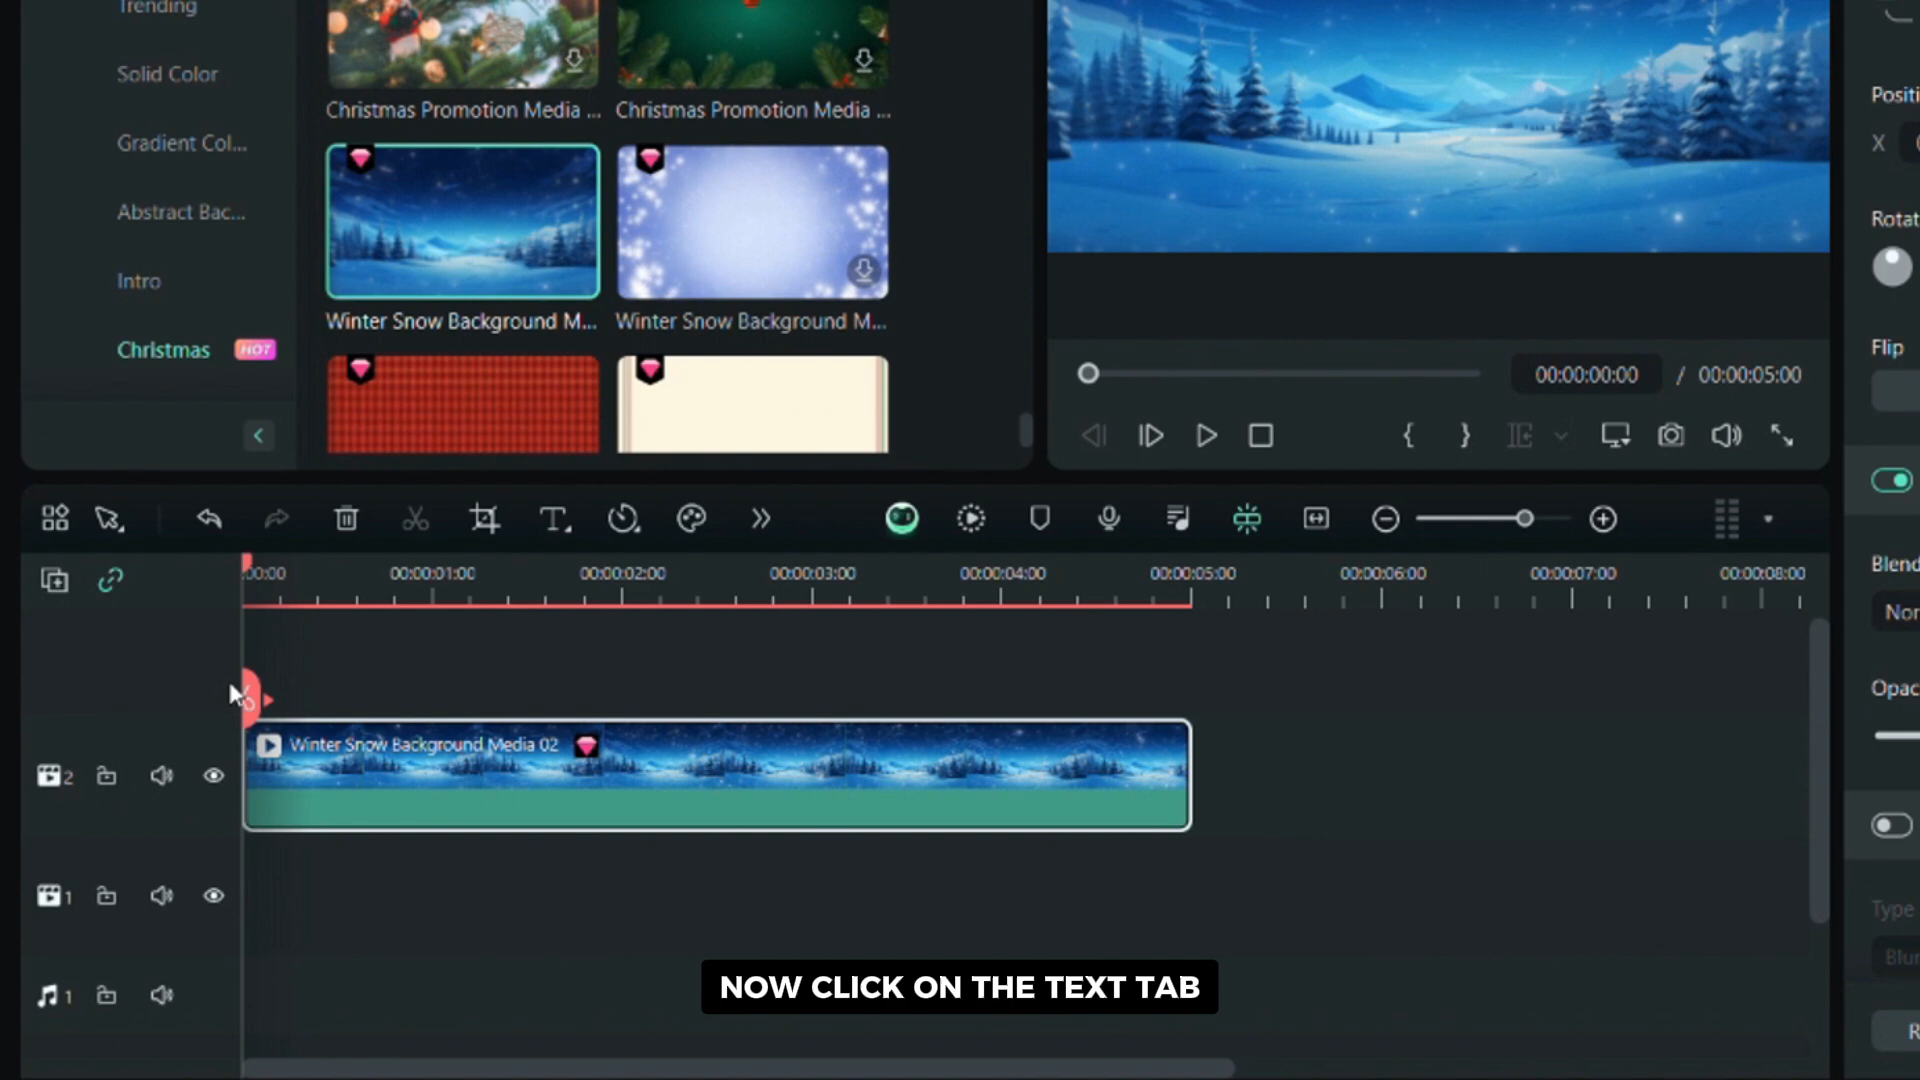 Trending
Solid Color
Gradient Col...
Abstract Bac...
Intro
Christmas HOT
Christmas Promotion Media ...
Christmas Promotion Media ...
Winter Snow Background M...
Winter Snow Background M...
00:00:00:00 / 00:00:05:00
Positi
X
Rotat
Flip
Blend
Nor
Opac
Type
Blur
R
:00:00 00:00:01:00 00:00:02:00 00:00:03:00 00:00:04:00 00:00:05:00 00:00:06:00 00:00:07:00 00:00:08:00
Winter Snow Background Media 02
2
1
1
NOW CLICK ON THE TEXT TAB